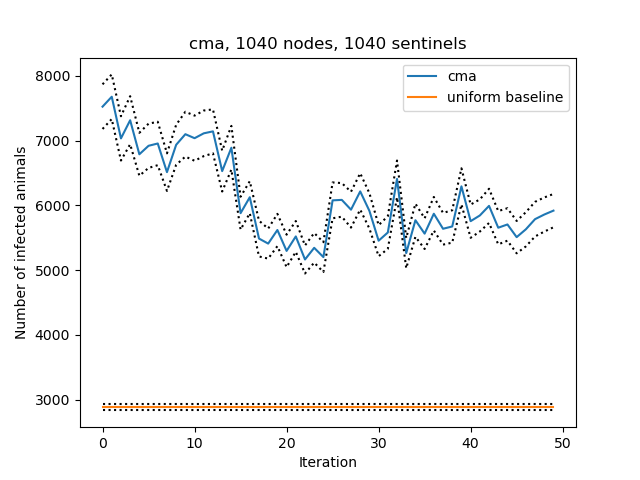 cma, 1040 nodes, 1040 sentinels
cma
uniform baseline
8000
7000
6000
5000
4000
3000
Number of infected animals
0 10 20 30 40 50
Iteration